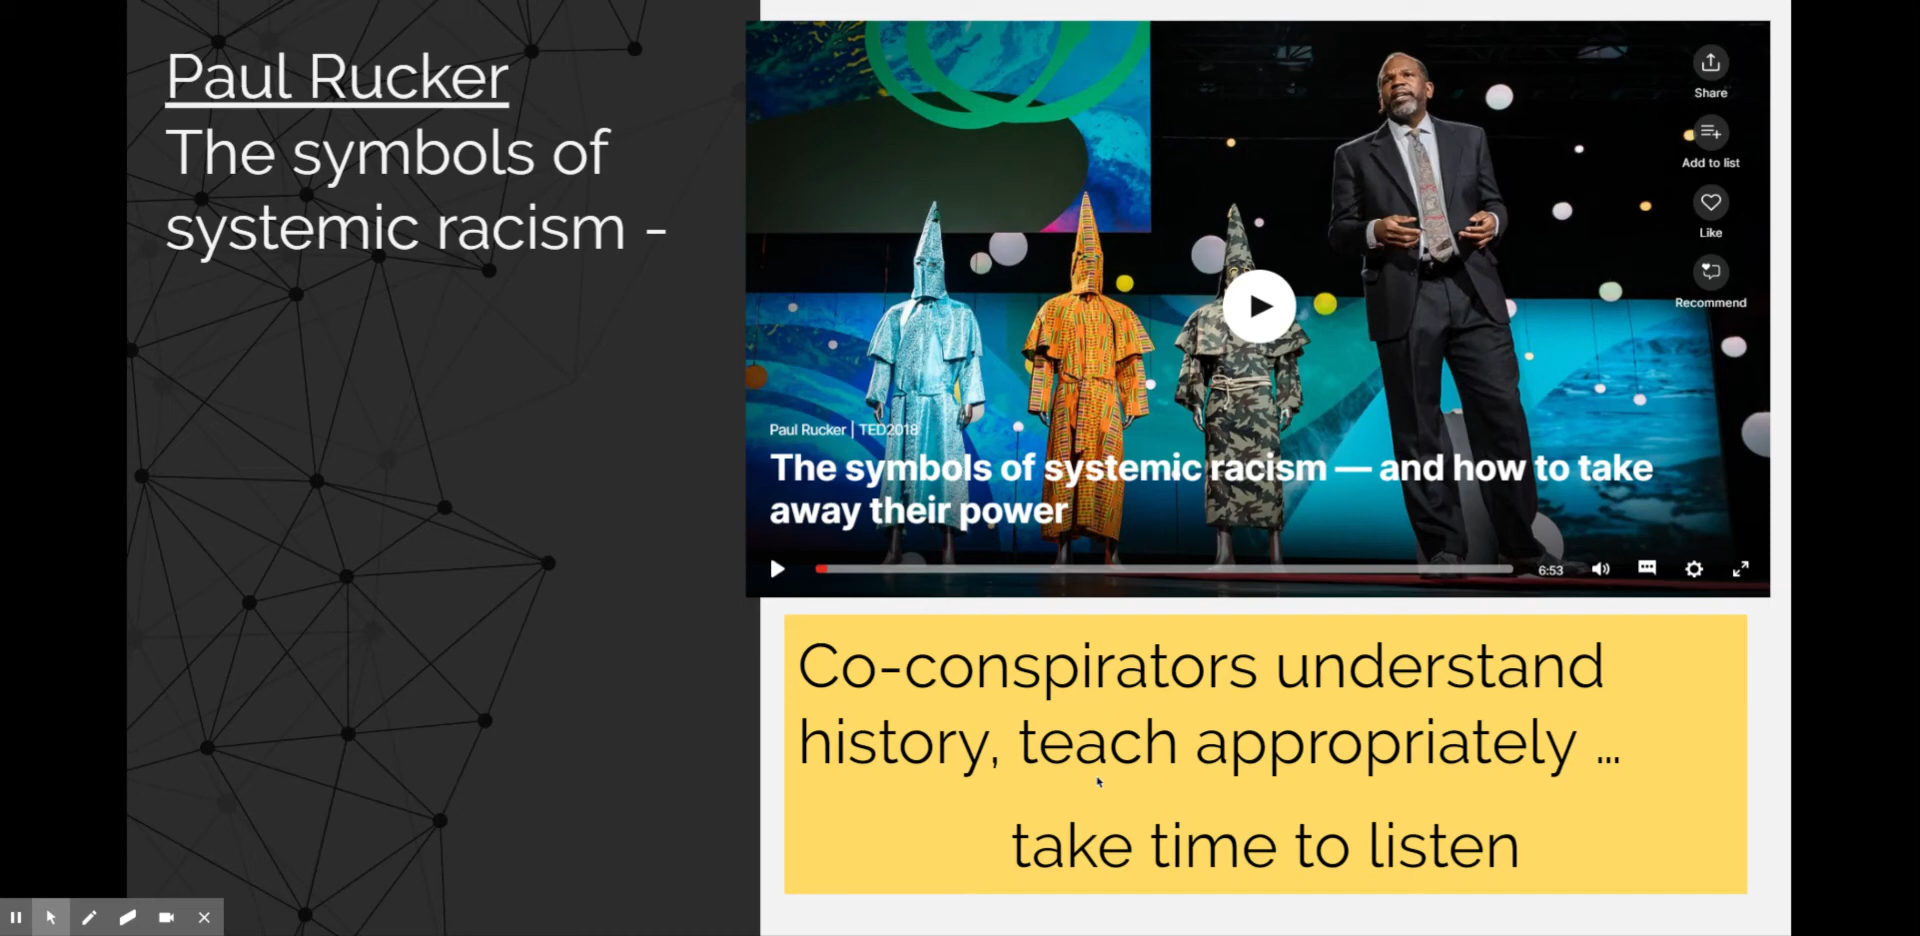 Paul Rucker
The symbols of
systemic racism -
Share
Add to list
Like
Recommend
Paul Rucker | TED2018
The symbols of systemic racism — and how to take
away their power
6:53
Co-conspirators understand
history, teach appropriately ...
take time to listen